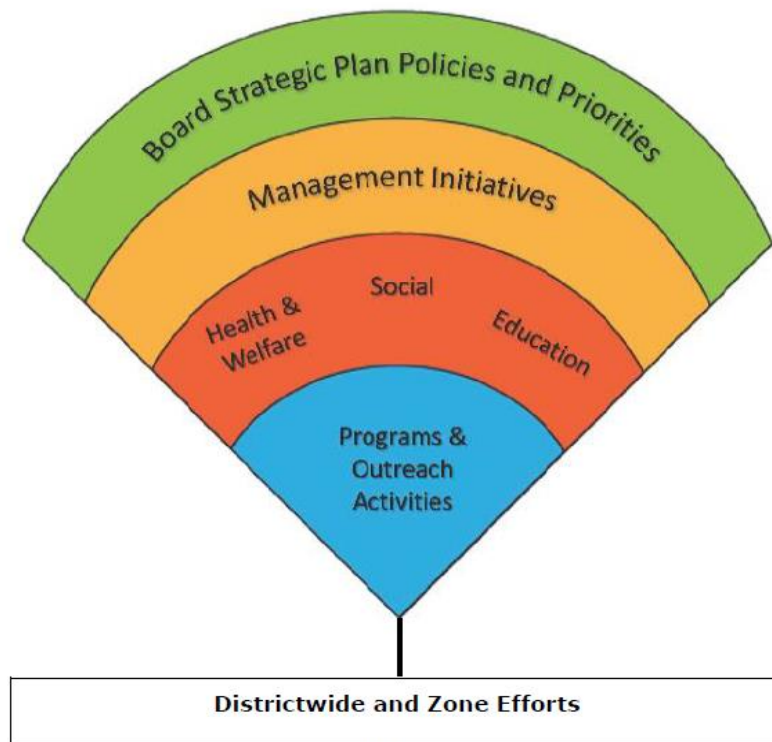 Board Strategic Plan Policies and Priorities
Management Initiatives
Health &
Welfare
Social
Education
Programs &
Outreach
Activities
Districtwide and Zone Efforts